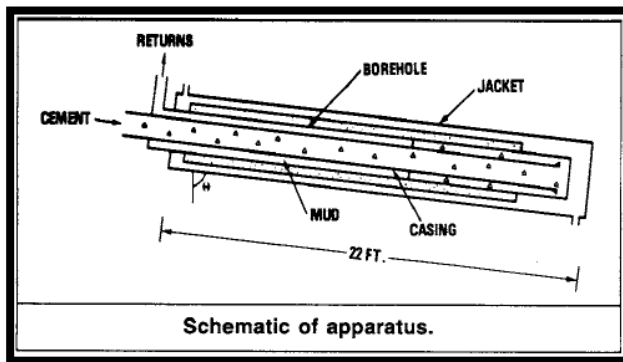 RETURNS
BOREHOLE
JACKET
CEMENT
θ
MUD
CASING
22 FT.
Schematic of apparatus.